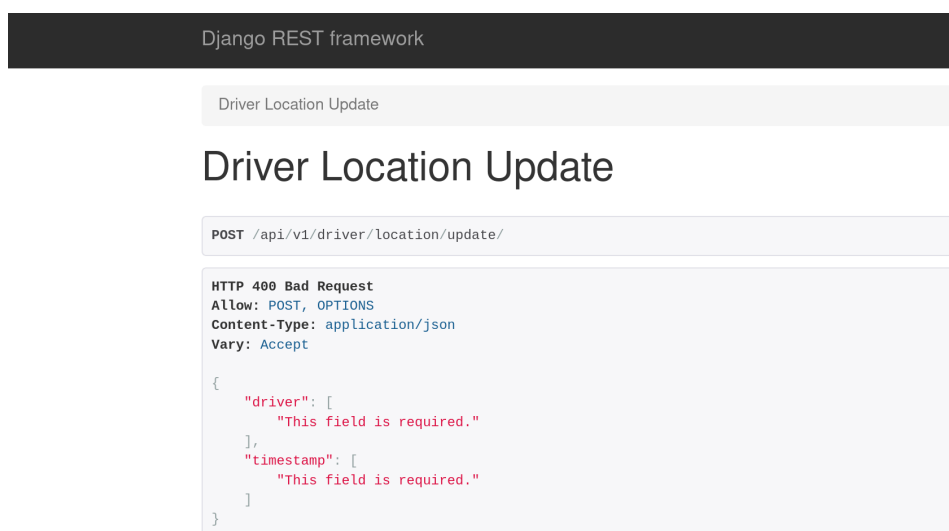 Django REST framework
Driver Location Update
Driver Location Update
POST /api/v1/driver/location/update/
HTTP 400 Bad Request
Allow: POST, OPTIONS
Content-Type: application/json
Vary: Accept
{
"driver": [
"This field is required."
],
"timestamp": [
"This field is required."
]
}